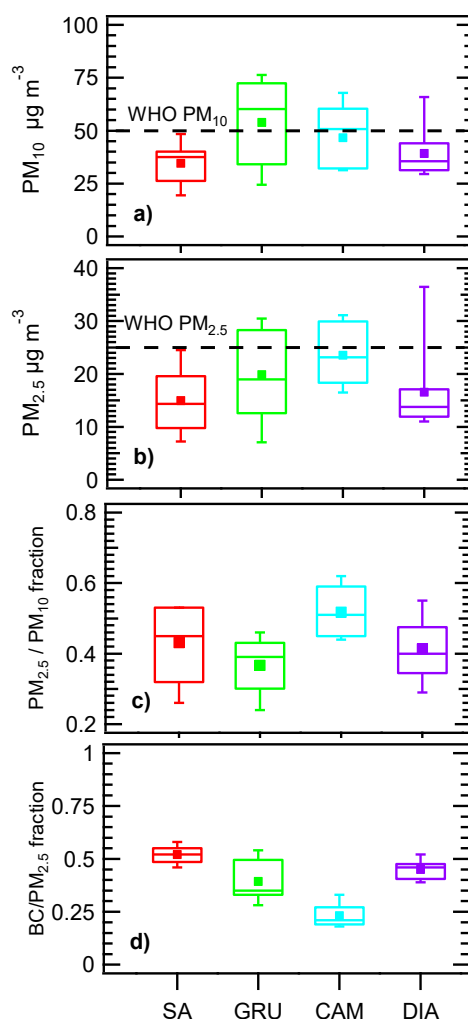 100
75
50
25
0
PM10 µg m-3
WHO PM10
a)
40
30
20
10
0
PM2.5 µg m-3
WHO PM2.5
b)
0.8
0.6
0.4
0.2
PM2.5 / PM10 fraction
c)
1
0.75
0.5
0.25
0
BC/PM2.5 fraction
d)
SA GRU CAM DIA